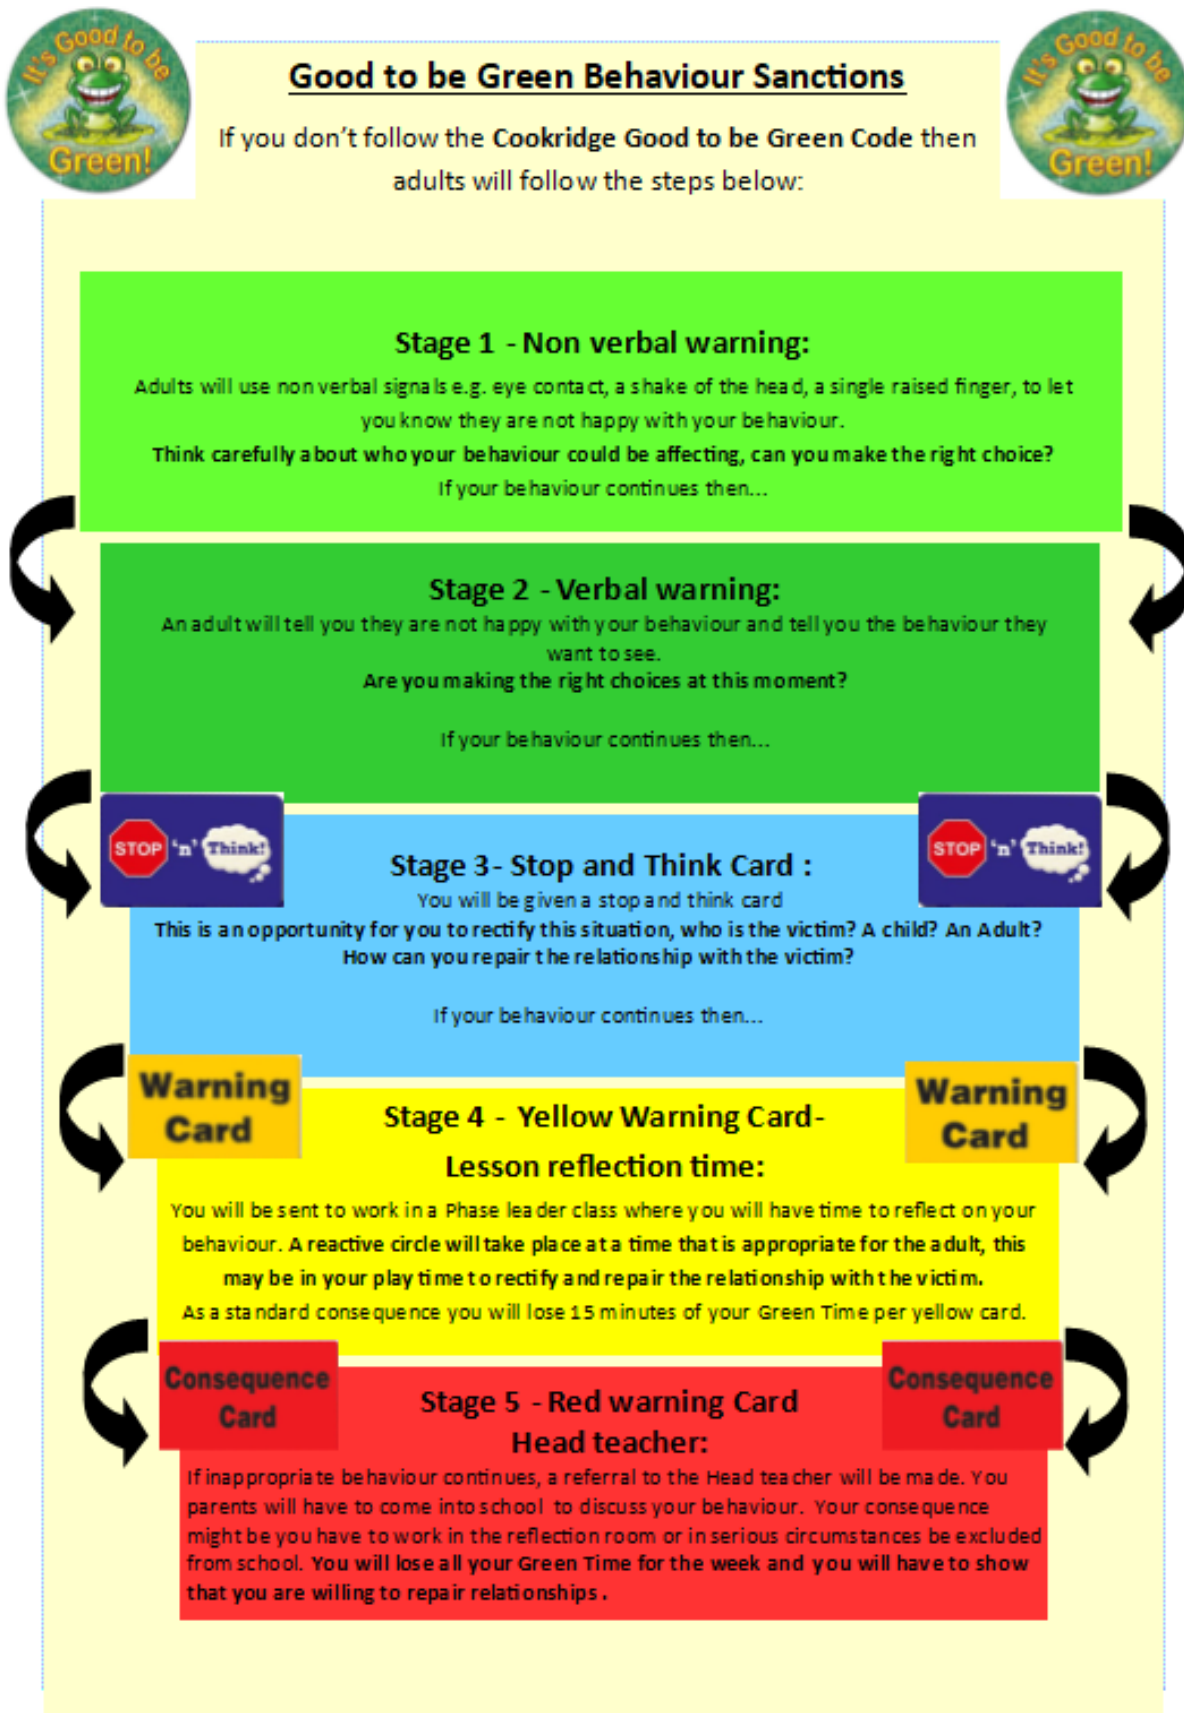 It's Good to be
Green!
It's Good to be
Green!
Good to be Green Behaviour Sanctions
If you don't follow the Cookridge Good to be Green Code then
adults will follow the steps below:
Stage 1 - Non verbal warning:
Adults will use non verbal signals e.g. eye contact, a shake of the head, a single raised finger, to let
you know they are not happy with your behaviour.
Think carefully about who your behaviour could be affecting, can you make the right choice?
If your behaviour continues then...
Stage 2 - Verbal warning:
An adult will tell you they are not happy with your behaviour and tell you the behaviour they
want to see.
Are you making the right choices at this moment?
If your behaviour continues then...
STOP 'n' Think!
STOP 'n' Think!
Stage 3- Stop and Think Card :
You will be given a stop and think card
This is an opportunity for you to rectify this situation, who is the victim? A child? An Adult?
How can you repair the relationship with the victim?
If your behaviour continues then...
Warning
Card
Warning
Card
Stage 4 - Yellow Warning Card-
Lesson reflection time:
You will be sent to work in a Phase leader class where you will have time to reflect on your
behaviour. A reactive circle will take place at a time that is appropriate for the adult, this
may be in your play time to rectify and repair the relationship with the victim.
As a standard consequence you will lose 15 minutes of your Green Time per yellow card.
Consequence
Card
Consequence
Card
Stage 5 - Red warning Card
Head teacher:
If inappropriate behaviour continues, a referral to the Head teacher will be made. You
parents will have to come into school to discuss your behaviour. Your consequence
might be you have to work in the reflection room or in serious circumstances be excluded
from school. You will lose all your Green Time for the week and you will have to show
that you are willing to repair relationships .